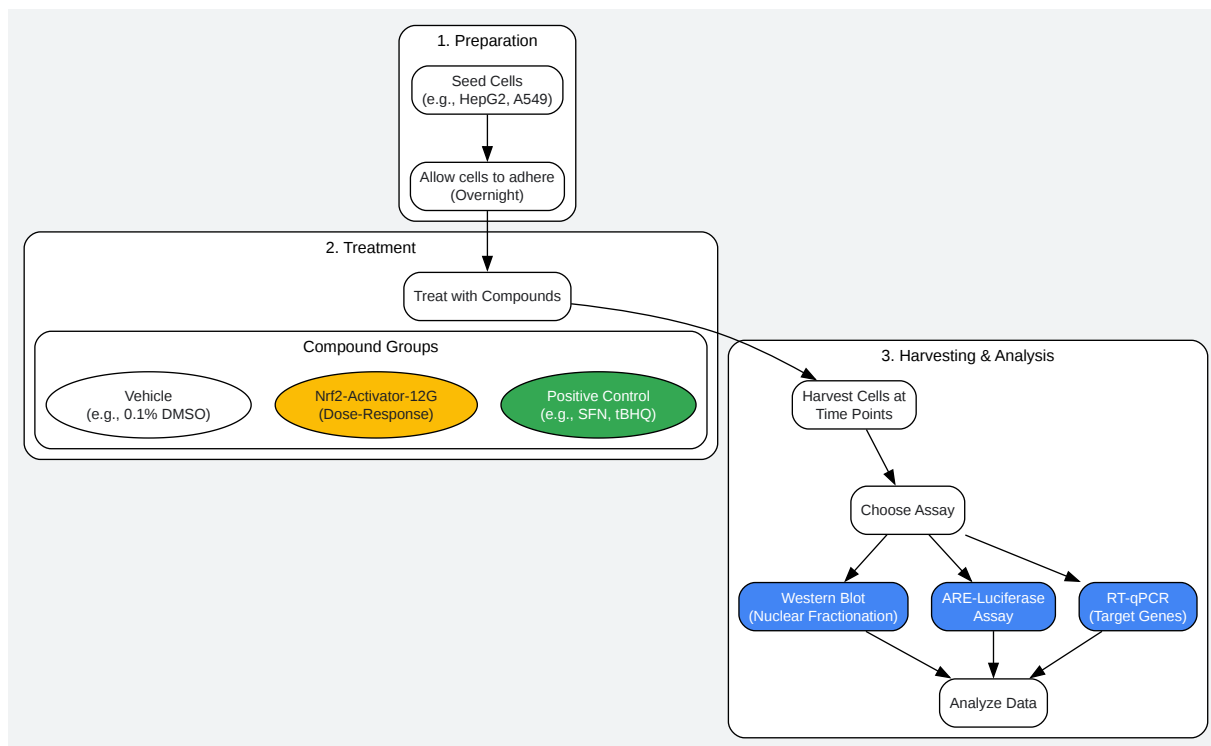 1. Preparation
Seed Cells
(e.g., HepG2, A549)
Allow cells to adhere
(Overnight)
2. Treatment
Treat with Compounds
Compound Groups
Vehicle
(e.g., 0.1% DMSO)
Nrf2-Activator-12G
(Dose-Response)
Positive Control
(e.g., SFN, tBHQ)
3. Harvesting & Analysis
Harvest Cells at
Time Points
Choose Assay
Western Blot
(Nuclear Fractionation)
ARE-Luciferase
Assay
RT-qPCR
(Target Genes)
Analyze Data